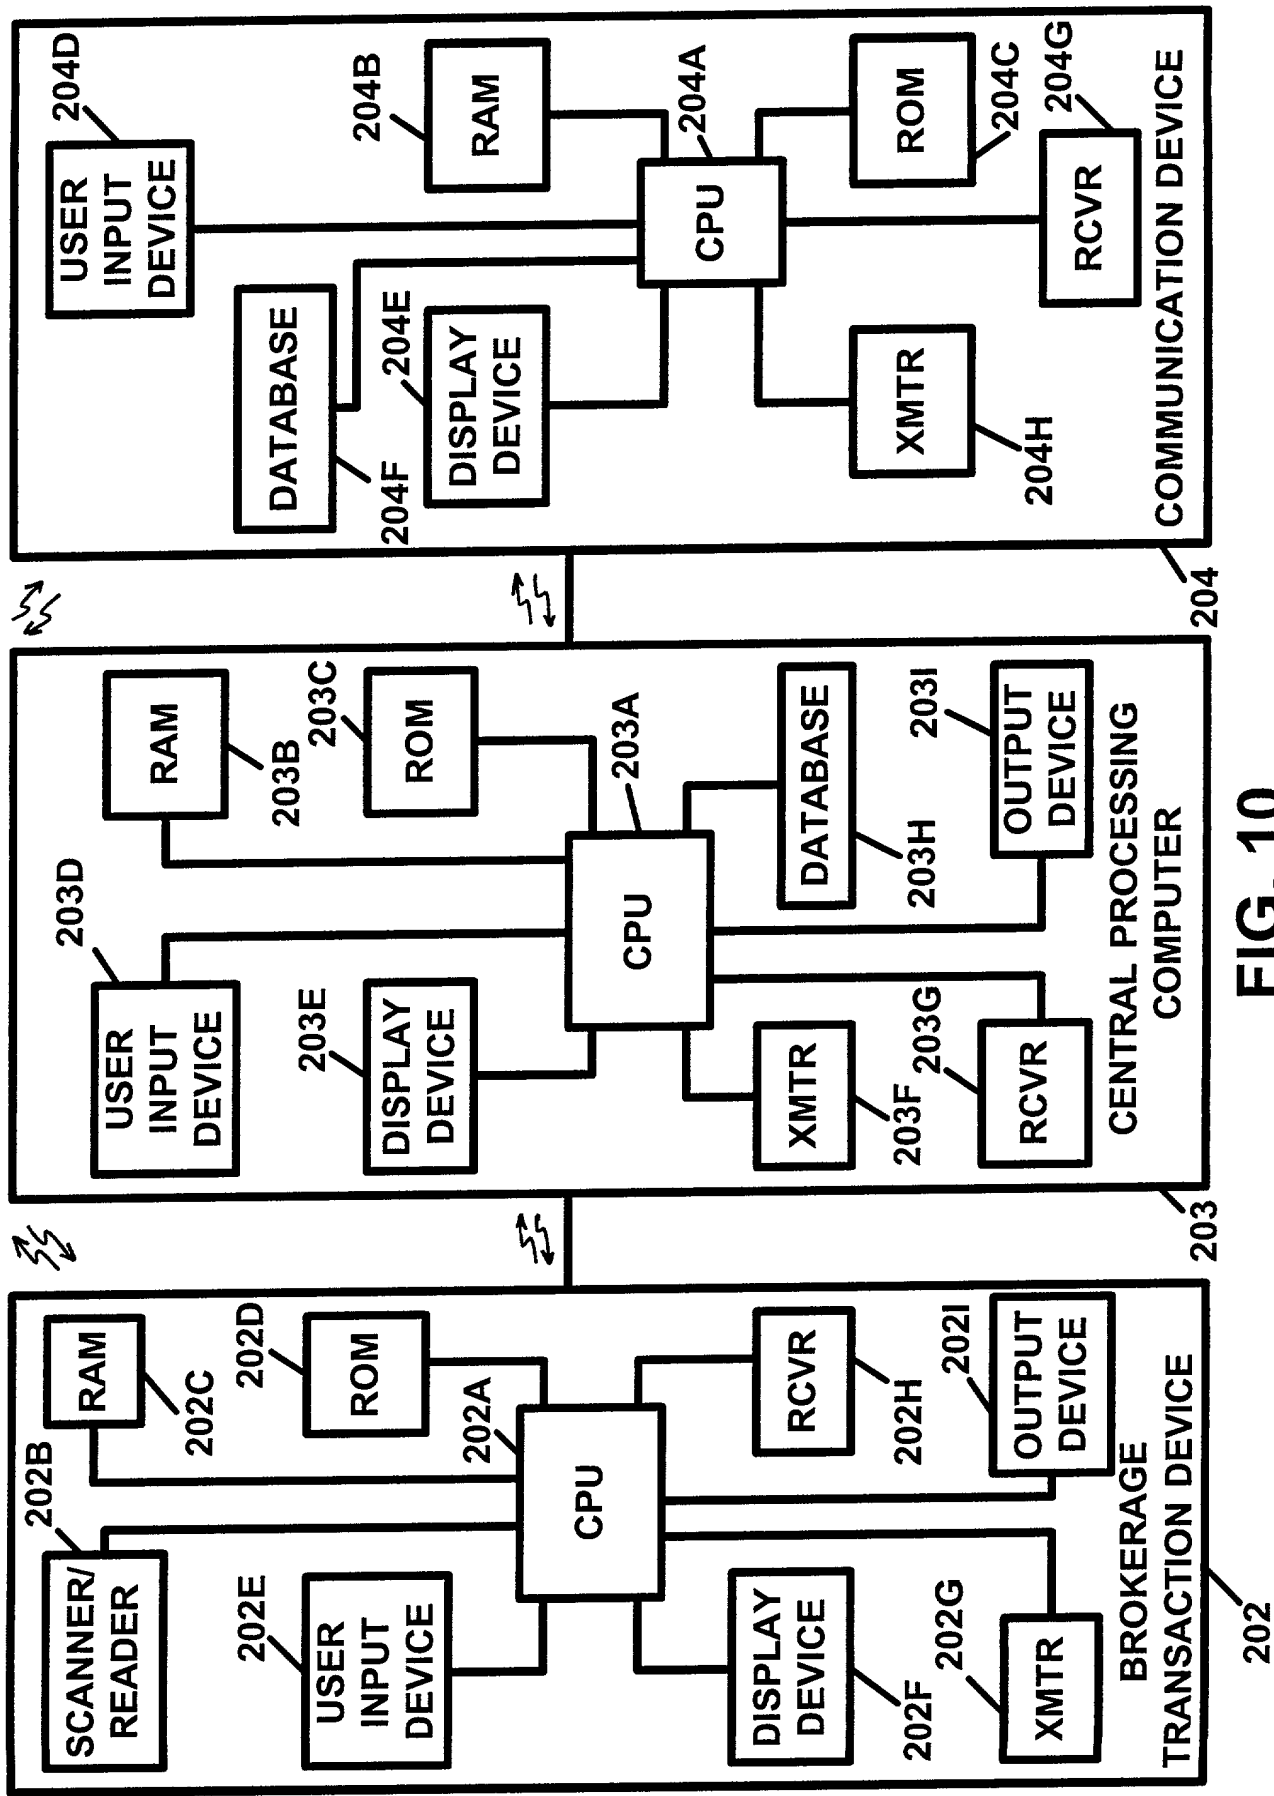 SCANNER/
READER
202B
RAM
202C
202D
ROM
202E
USER
INPUT
DEVICE
202A
CPU
DISPLAY
DEVICE
202F
RCVR
202H
202G
XMTR
202I
OUTPUT
DEVICE
BROKERAGE
TRANSACTION DEVICE
202
203D
USER
INPUT
DEVICE
RAM
203B
203C
ROM
203E
DISPLAY
DEVICE
203A
CPU
XMTR
203F
DATABASE
203H
203G
RCVR
203I
OUTPUT
DEVICE
CENTRAL PROCESSING
COMPUTER
203
204D
USER
INPUT
DEVICE
DATABASE
204F
204B
RAM
204E
DISPLAY
DEVICE
204A
CPU
XMTR
204H
ROM
204C
204G
RCVR
COMMUNICATION DEVICE
204
FIG. 10